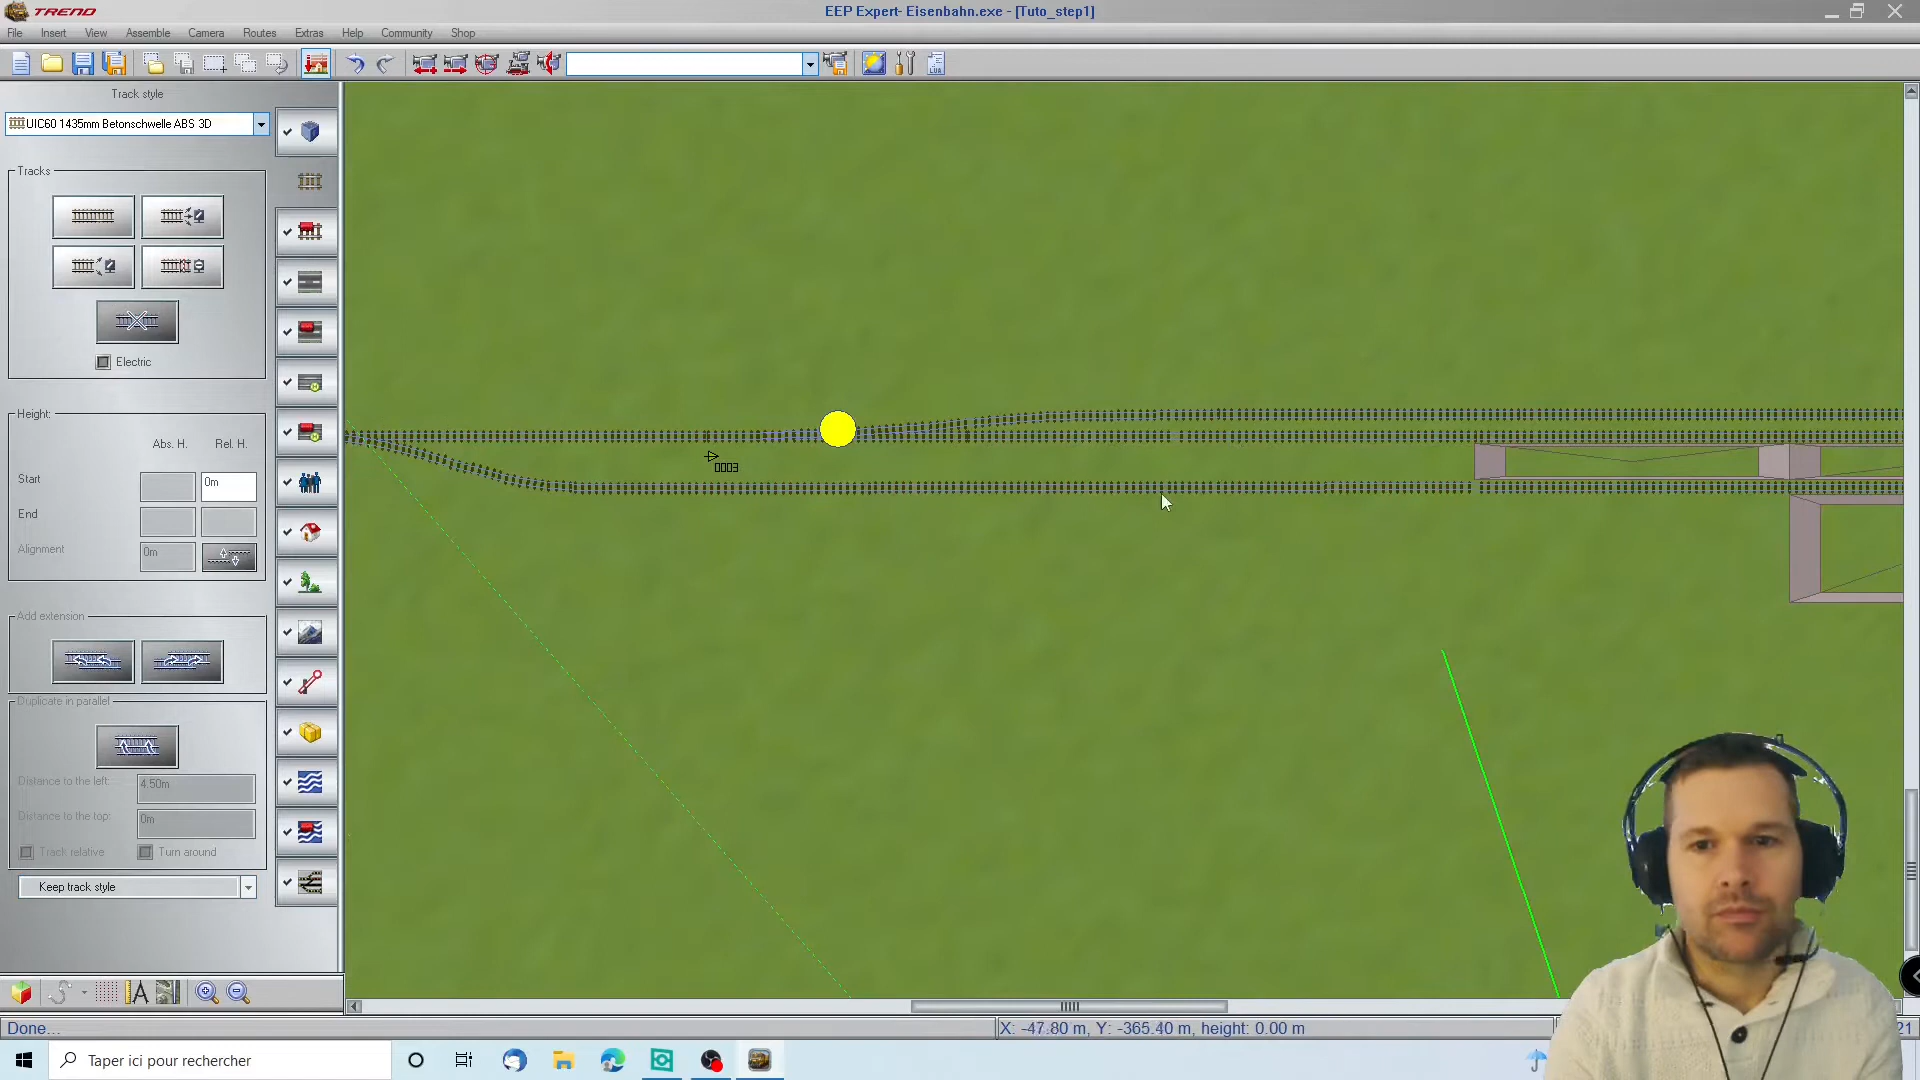 TREND
EEP Expert- Eisenbahn.exe - [Tuto_step1]
File Insert View Assemble Camera Routes Extras Help Community Shop
LUA
Track style
UIC60 1435mm Betonschwelle ABS 3D
Tracks
Electric
Height:
Abs. H. Rel. H.
Start 0m
End
Alignment 0m
Add extension
Duplicate in parallel
Distance to the left: 4.50m
Distance to the top: 0m
Track relative Turn around
Keep track style
0003
Done...
X: -47.80 m, Y: -365.40 m, height: 0.00 m
21
Taper ici pour rechercher